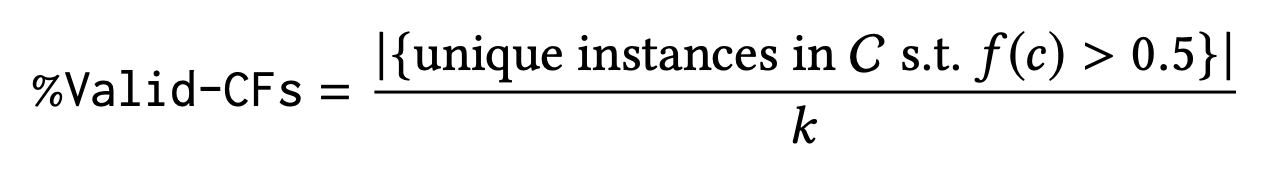 %Valid-CFs = |{unique instances in 𝒞 s.t. f(c) > 0.5}|
k